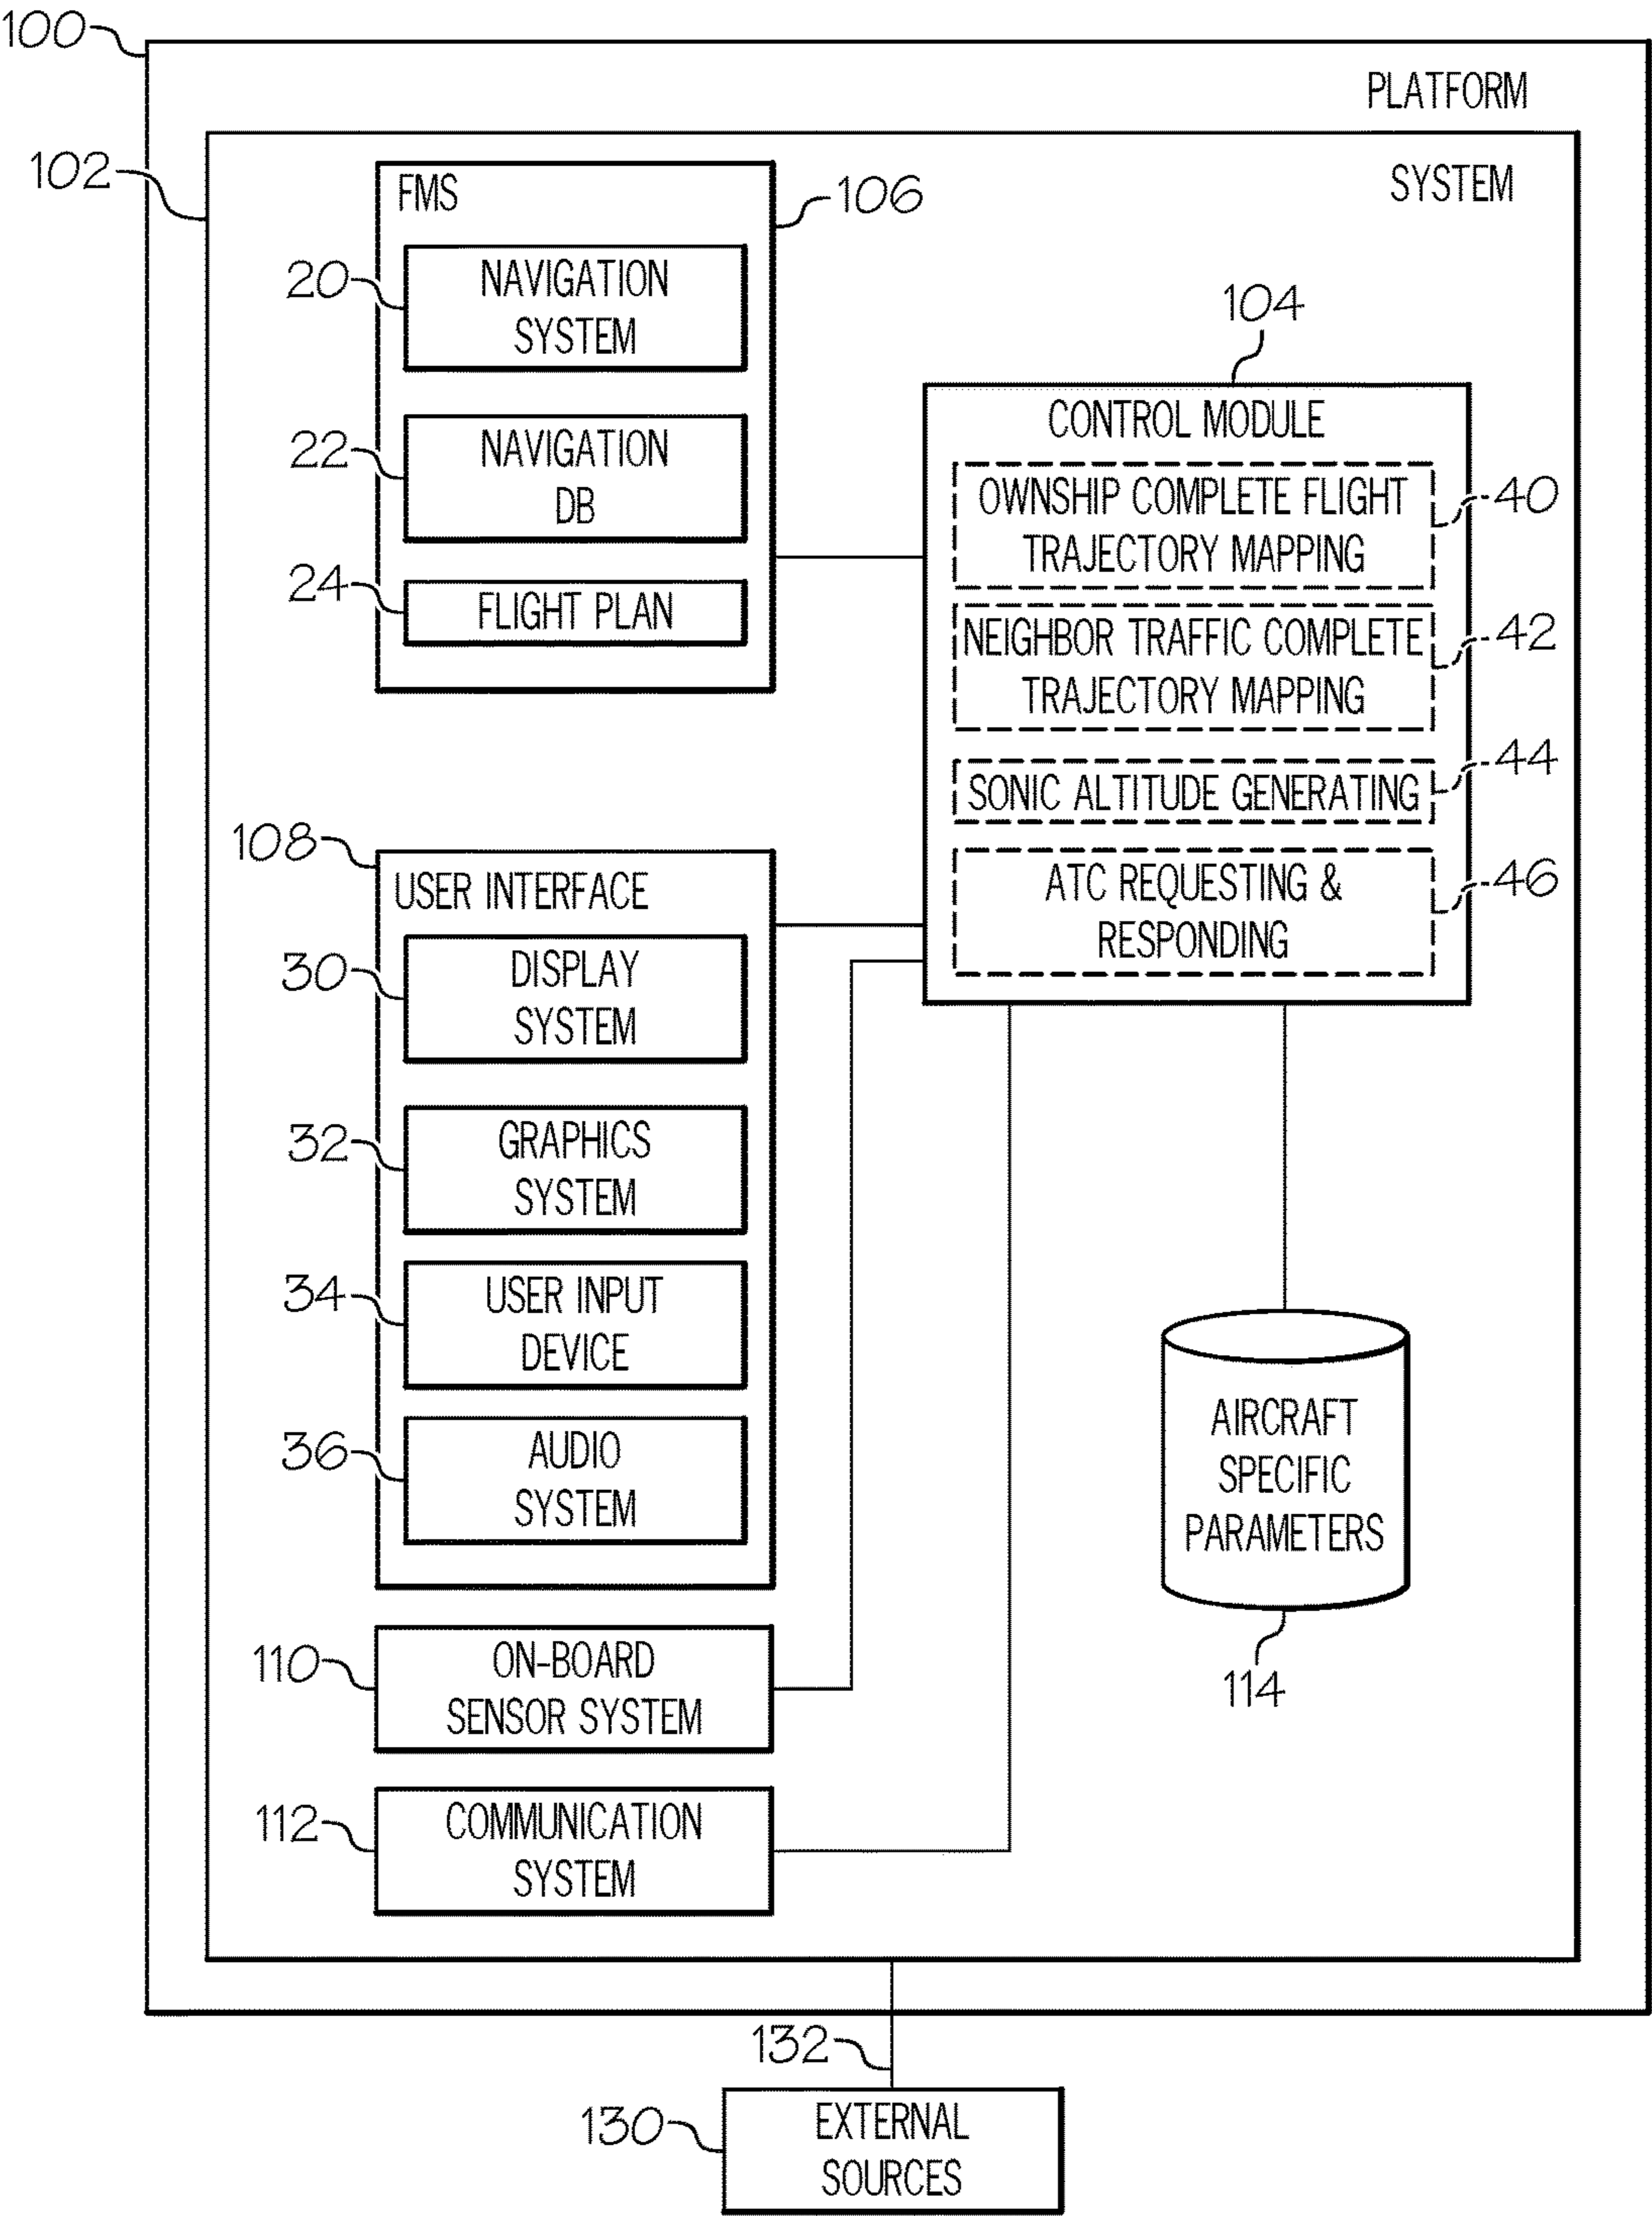 100
PLATFORM
102
SYSTEM
FMS
106
20
NAVIGATION
SYSTEM
22
NAVIGATION
DB
24
FLIGHT PLAN
104
CONTROL MODULE
OWNSHIP COMPLETE FLIGHT
TRAJECTORY MAPPING
40
NEIGHBOR TRAFFIC COMPLETE
TRAJECTORY MAPPING
42
SONIC ALTITUDE GENERATING
44
ATC REQUESTING &
RESPONDING
46
108
USER INTERFACE
30
DISPLAY
SYSTEM
32
GRAPHICS
SYSTEM
34
USER INPUT
DEVICE
36
AUDIO
SYSTEM
AIRCRAFT
SPECIFIC
PARAMETERS
114
110
ON-BOARD
SENSOR SYSTEM
112
COMMUNICATION
SYSTEM
132
130
EXTERNAL
SOURCES